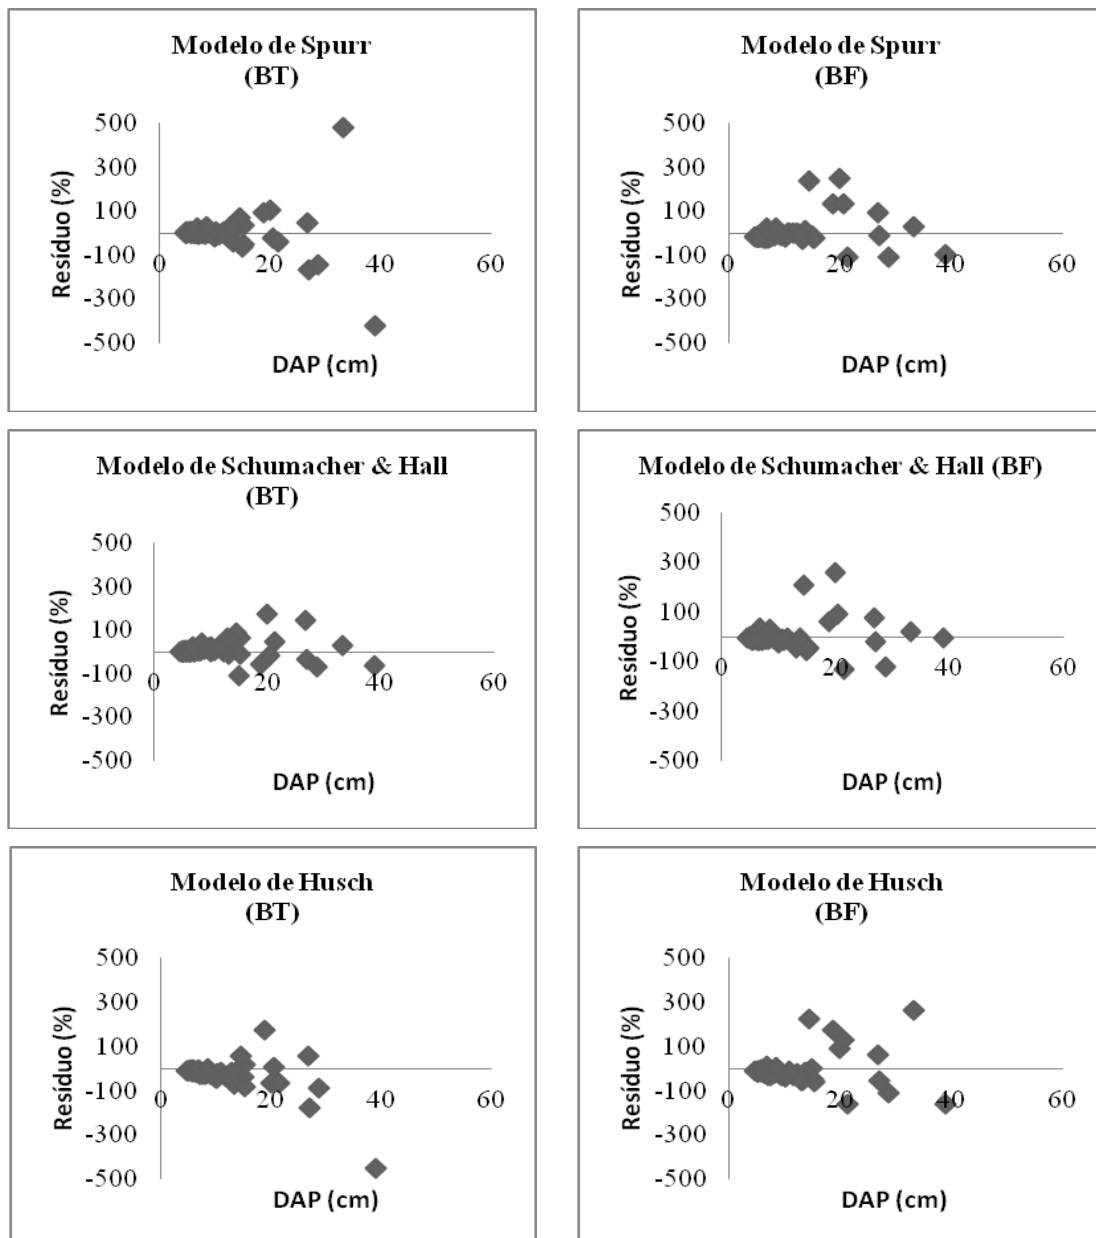 Modelo de Spurr
(BT)
500
300
100
-100
-300
-500
0
20
40
60
Resíduo (%)
DAP (cm)
Modelo de Spurr
(BF)
500
300
100
-100
-300
-500
0
20
40
60
Resíduo (%)
DAP (cm)
Modelo de Schumacher & Hall
(BT)
500
300
100
-100
-300
-500
0
20
40
60
Resíduo (%)
DAP (cm)
Modelo de Schumacher & Hall (BF)
500
300
100
-100
-300
-500
0
20
40
60
Resíduo (%)
DAP (cm)
Modelo de Husch
(BT)
500
300
100
-100
-300
-500
0
20
40
60
Resíduo (%)
DAP (cm)
Modelo de Husch
(BF)
500
300
100
-100
-300
-500
0
20
40
60
Resíduo (%)
DAP (cm)